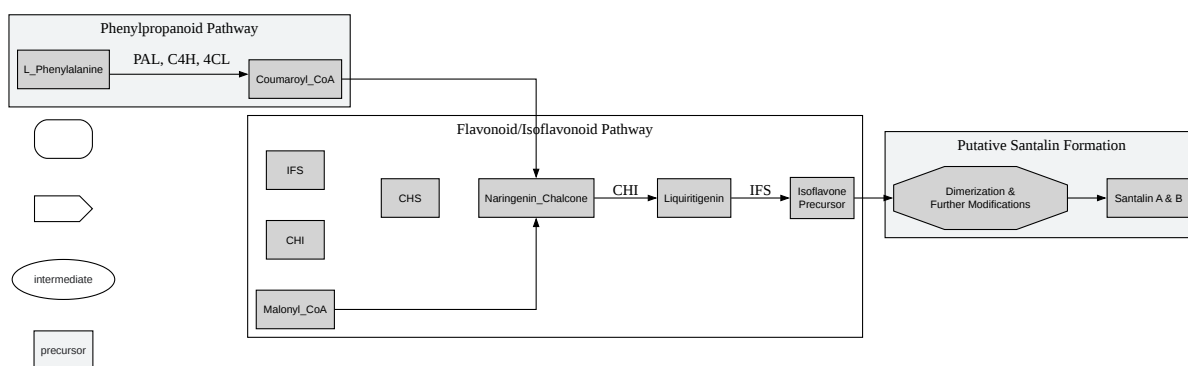 Phenylpropanoid Pathway
L_Phenylalanine
PAL, C4H, 4CL
Coumaroyl_CoA
Flavonoid/Isoflavonoid Pathway
IFS
CHS
CHI
Malonyl_CoA
Naringenin_Chalcone
CHI
Liquiritigenin
IFS
Isoflavone
Precursor
Putative Santalin Formation
Dimerization &
Further Modifications
Santalin A & B
intermediate
precursor